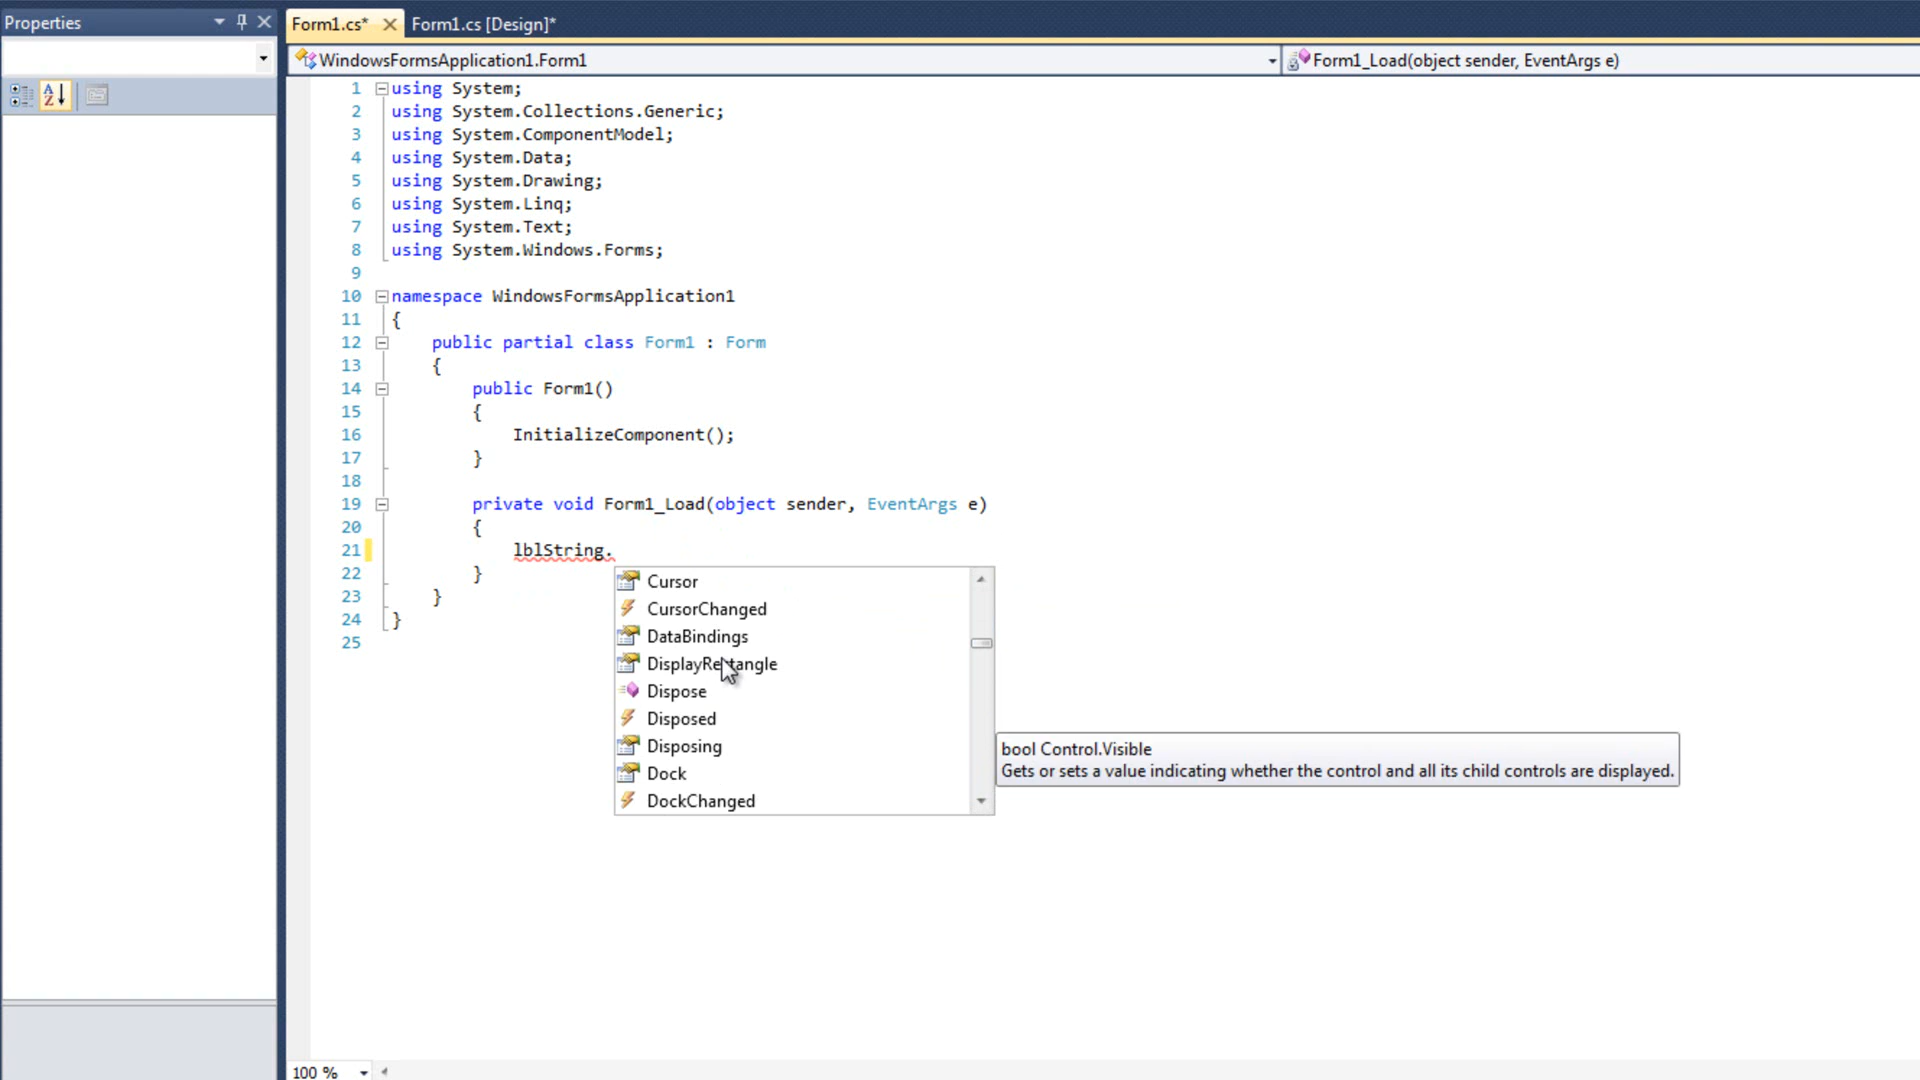 Properties
Form1.cs*
Form1.cs [Design]*
WindowsFormsApplication1.Form1
Form1_Load(object sender, EventArgs e)
1 using System;
2 using System.Collections.Generic;
3 using System.ComponentModel;
4 using System.Data;
5 using System.Drawing;
6 using System.Linq;
7 using System.Text;
8 using System.Windows.Forms;
9
10 namespace WindowsFormsApplication1
11 {
12 public partial class Form1 : Form
13 {
14 public Form1()
15 {
16 InitializeComponent();
17 }
18
19 private void Form1_Load(object sender, EventArgs e)
20 {
21 lblString.
22 }
23 }
24 }
25
Cursor
CursorChanged
DataBindings
DisplayRectangle
Dispose
Disposed
Disposing
Dock
DockChanged
bool Control.Visible
Gets or sets a value indicating whether the control and all its child controls are displayed.
100 %